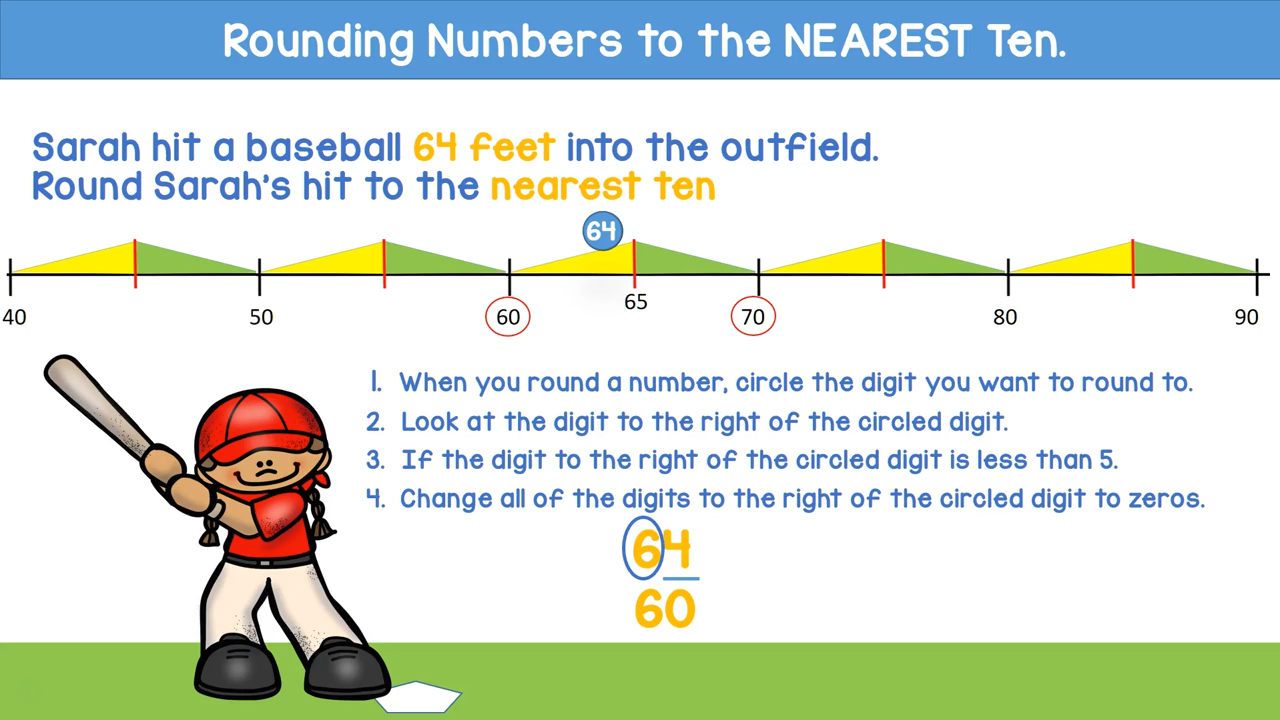 Rounding Numbers to the NEAREST Ten.
Sarah hit a baseball 64 feet into the outfield.
Round Sarah's hit to the nearest ten
64
65
40 50 60 70 80 90
1. When you round a number, circle the digit you want to round to.
2. Look at the digit to the right of the circled digit.
3. If the digit to the right of the circled digit is less than 5.
4. Change all of the digits to the right of the circled digit to zeros.
64
60